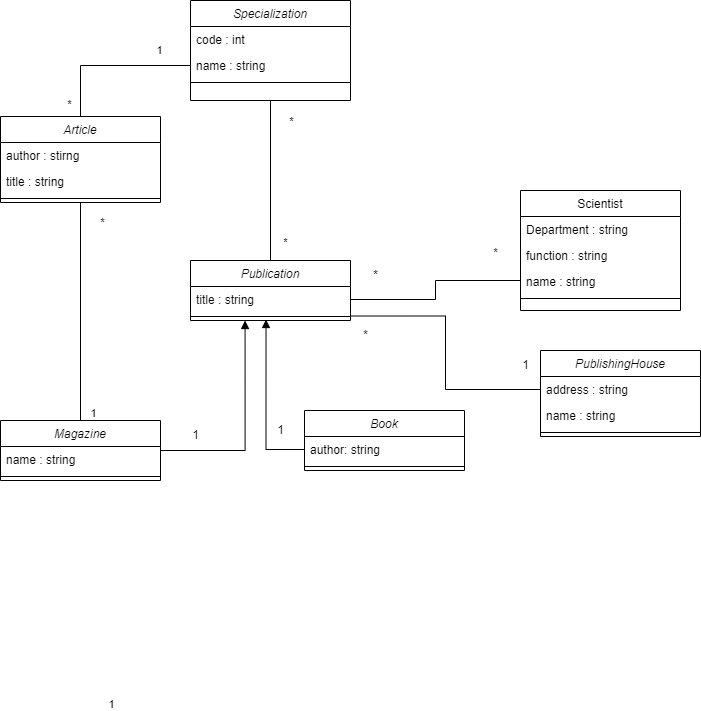 Specialization
code : int
name : string
1
*
*
Article
author : stirng
title : string
*
*
Publication
title : string
*
*
Scientist
Department : string
function : string
name : string
*
1
PublishingHouse
address : string
name : string
1
Magazine
name : string
1
1
Book
author: string
1